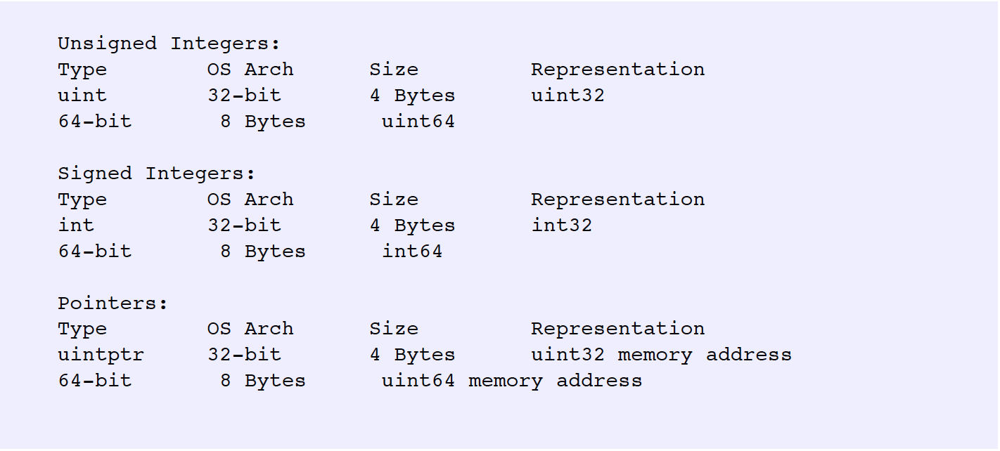 Unsigned Integers:
Type OS Arch Size Representation
uint 32-bit 4 Bytes uint32
64-bit 8 Bytes uint64
Signed Integers:
Type OS Arch Size Representation
int 32-bit 4 Bytes int32
64-bit 8 Bytes int64
Pointers:
Type OS Arch Size Representation
uintptr 32-bit 4 Bytes uint32 memory address
64-bit 8 Bytes uint64 memory address